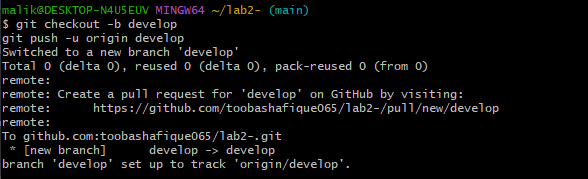 malik@DESKTOP-N4U5EUV MINGW64 ~/lab2- (main)
$ git checkout -b develop
git push -u origin develop
Switched to a new branch 'develop'
Total 0 (delta 0), reused 0 (delta 0), pack-reused 0 (from 0)
remote:
remote: Create a pull request for 'develop' on GitHub by visiting:
remote:      https://github.com/toobashafique065/lab2-/pull/new/develop
remote:
To github.com:toobashafique065/lab2-.git
 * [new branch]      develop -> develop
branch 'develop' set up to track 'origin/develop'.